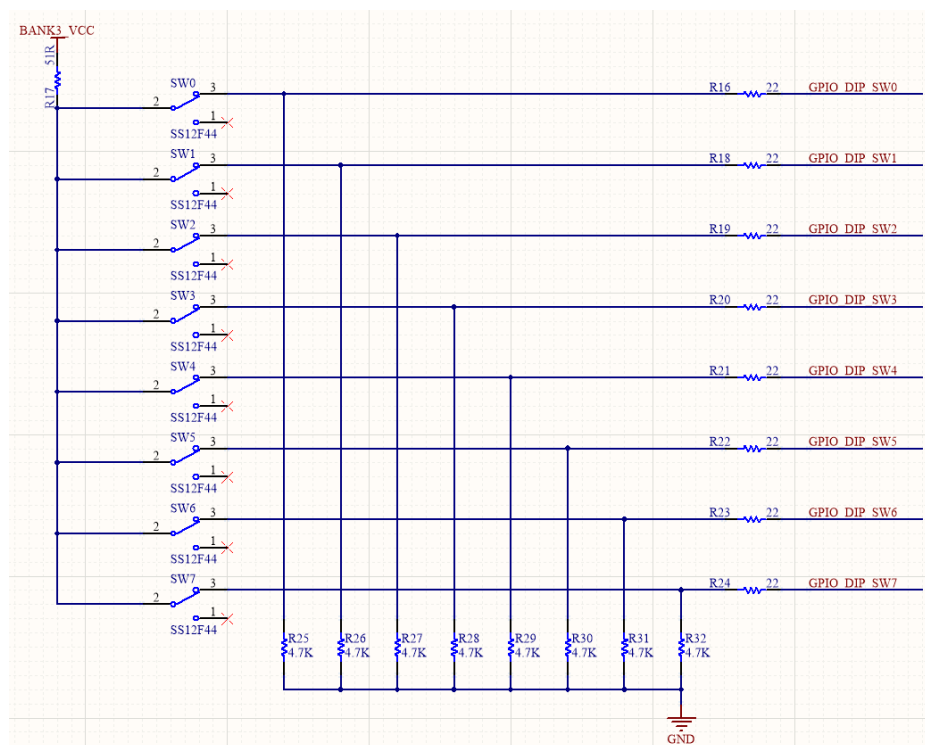 BANK3_VCC
51R
R17
SW0
3
2
1
SS12F44
R16
22
GPIO_DIP_SW0
SW1
3
2
1
SS12F44
R18
22
GPIO_DIP_SW1
SW2
3
2
1
SS12F44
R19
22
GPIO_DIP_SW2
SW3
3
2
1
SS12F44
R20
22
GPIO_DIP_SW3
SW4
3
2
1
SS12F44
R21
22
GPIO_DIP_SW4
SW5
3
2
1
SS12F44
R22
22
GPIO_DIP_SW5
SW6
3
2
1
SS12F44
R23
22
GPIO_DIP_SW6
SW7
3
2
1
SS12F44
R24
22
GPIO_DIP_SW7
R25
4.7K
R26
4.7K
R27
4.7K
R28
4.7K
R29
4.7K
R30
4.7K
R31
4.7K
R32
4.7K
GND